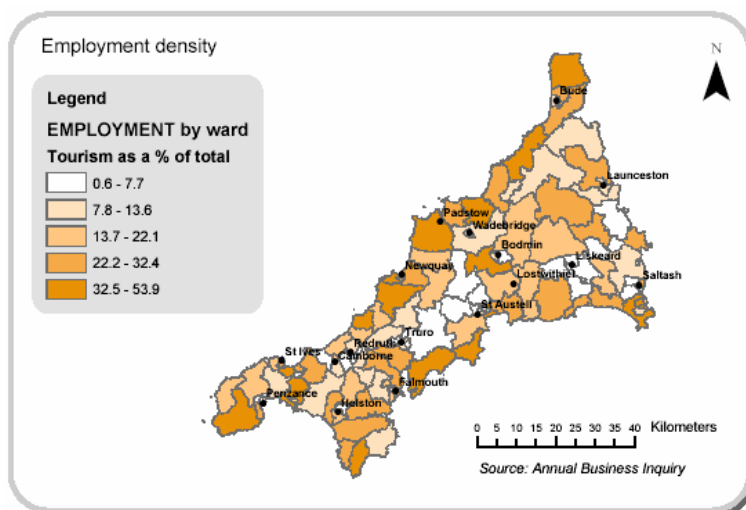 Employment density
N
Legend
EMPLOYMENT by ward
Tourism as a % of total
0.6 - 7.7
7.8 - 13.6
13.7 - 22.1
22.2 - 32.4
32.5 - 53.9
Bude
Launceston
Padstow
Wadebridge
Bodmin
Newquay
Liskeard
Lostwithiel
Saltash
St Austell
Truro
Redruth
St Ives
Camborne
Falmouth
Penzance
Helston
Kilometers
0 5 10 20 30 40
Source: Annual Business Inquiry